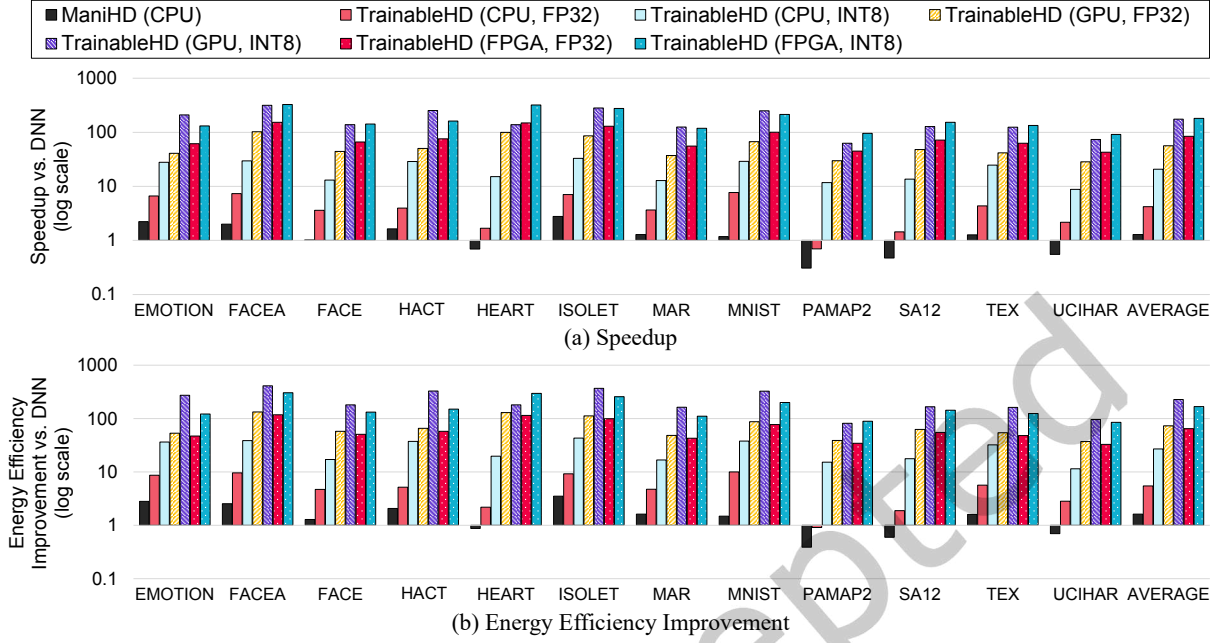 ManiHD (CPU) TrainableHD (CPU, FP32) TrainableHD (CPU, INT8) TrainableHD (GPU, FP32)
TrainableHD (GPU, INT8) TrainableHD (FPGA, FP32) TrainableHD (FPGA, INT8)
Speedup vs. DNN
(log scale)
1000
100
10
1
0.1
EMOTION FACEA FACE HACT HEART ISOLET MAR MNIST PAMAP2 SA12 TEX UCIHAR AVERAGE
(a) Speedup
Energy Efficiency
Improvement vs. DNN
(log scale)
1000
100
10
1
0.1
EMOTION FACEA FACE HACT HEART ISOLET MAR MNIST PAMAP2 SA12 TEX UCIHAR AVERAGE
(b) Energy Efficiency Improvement
epted